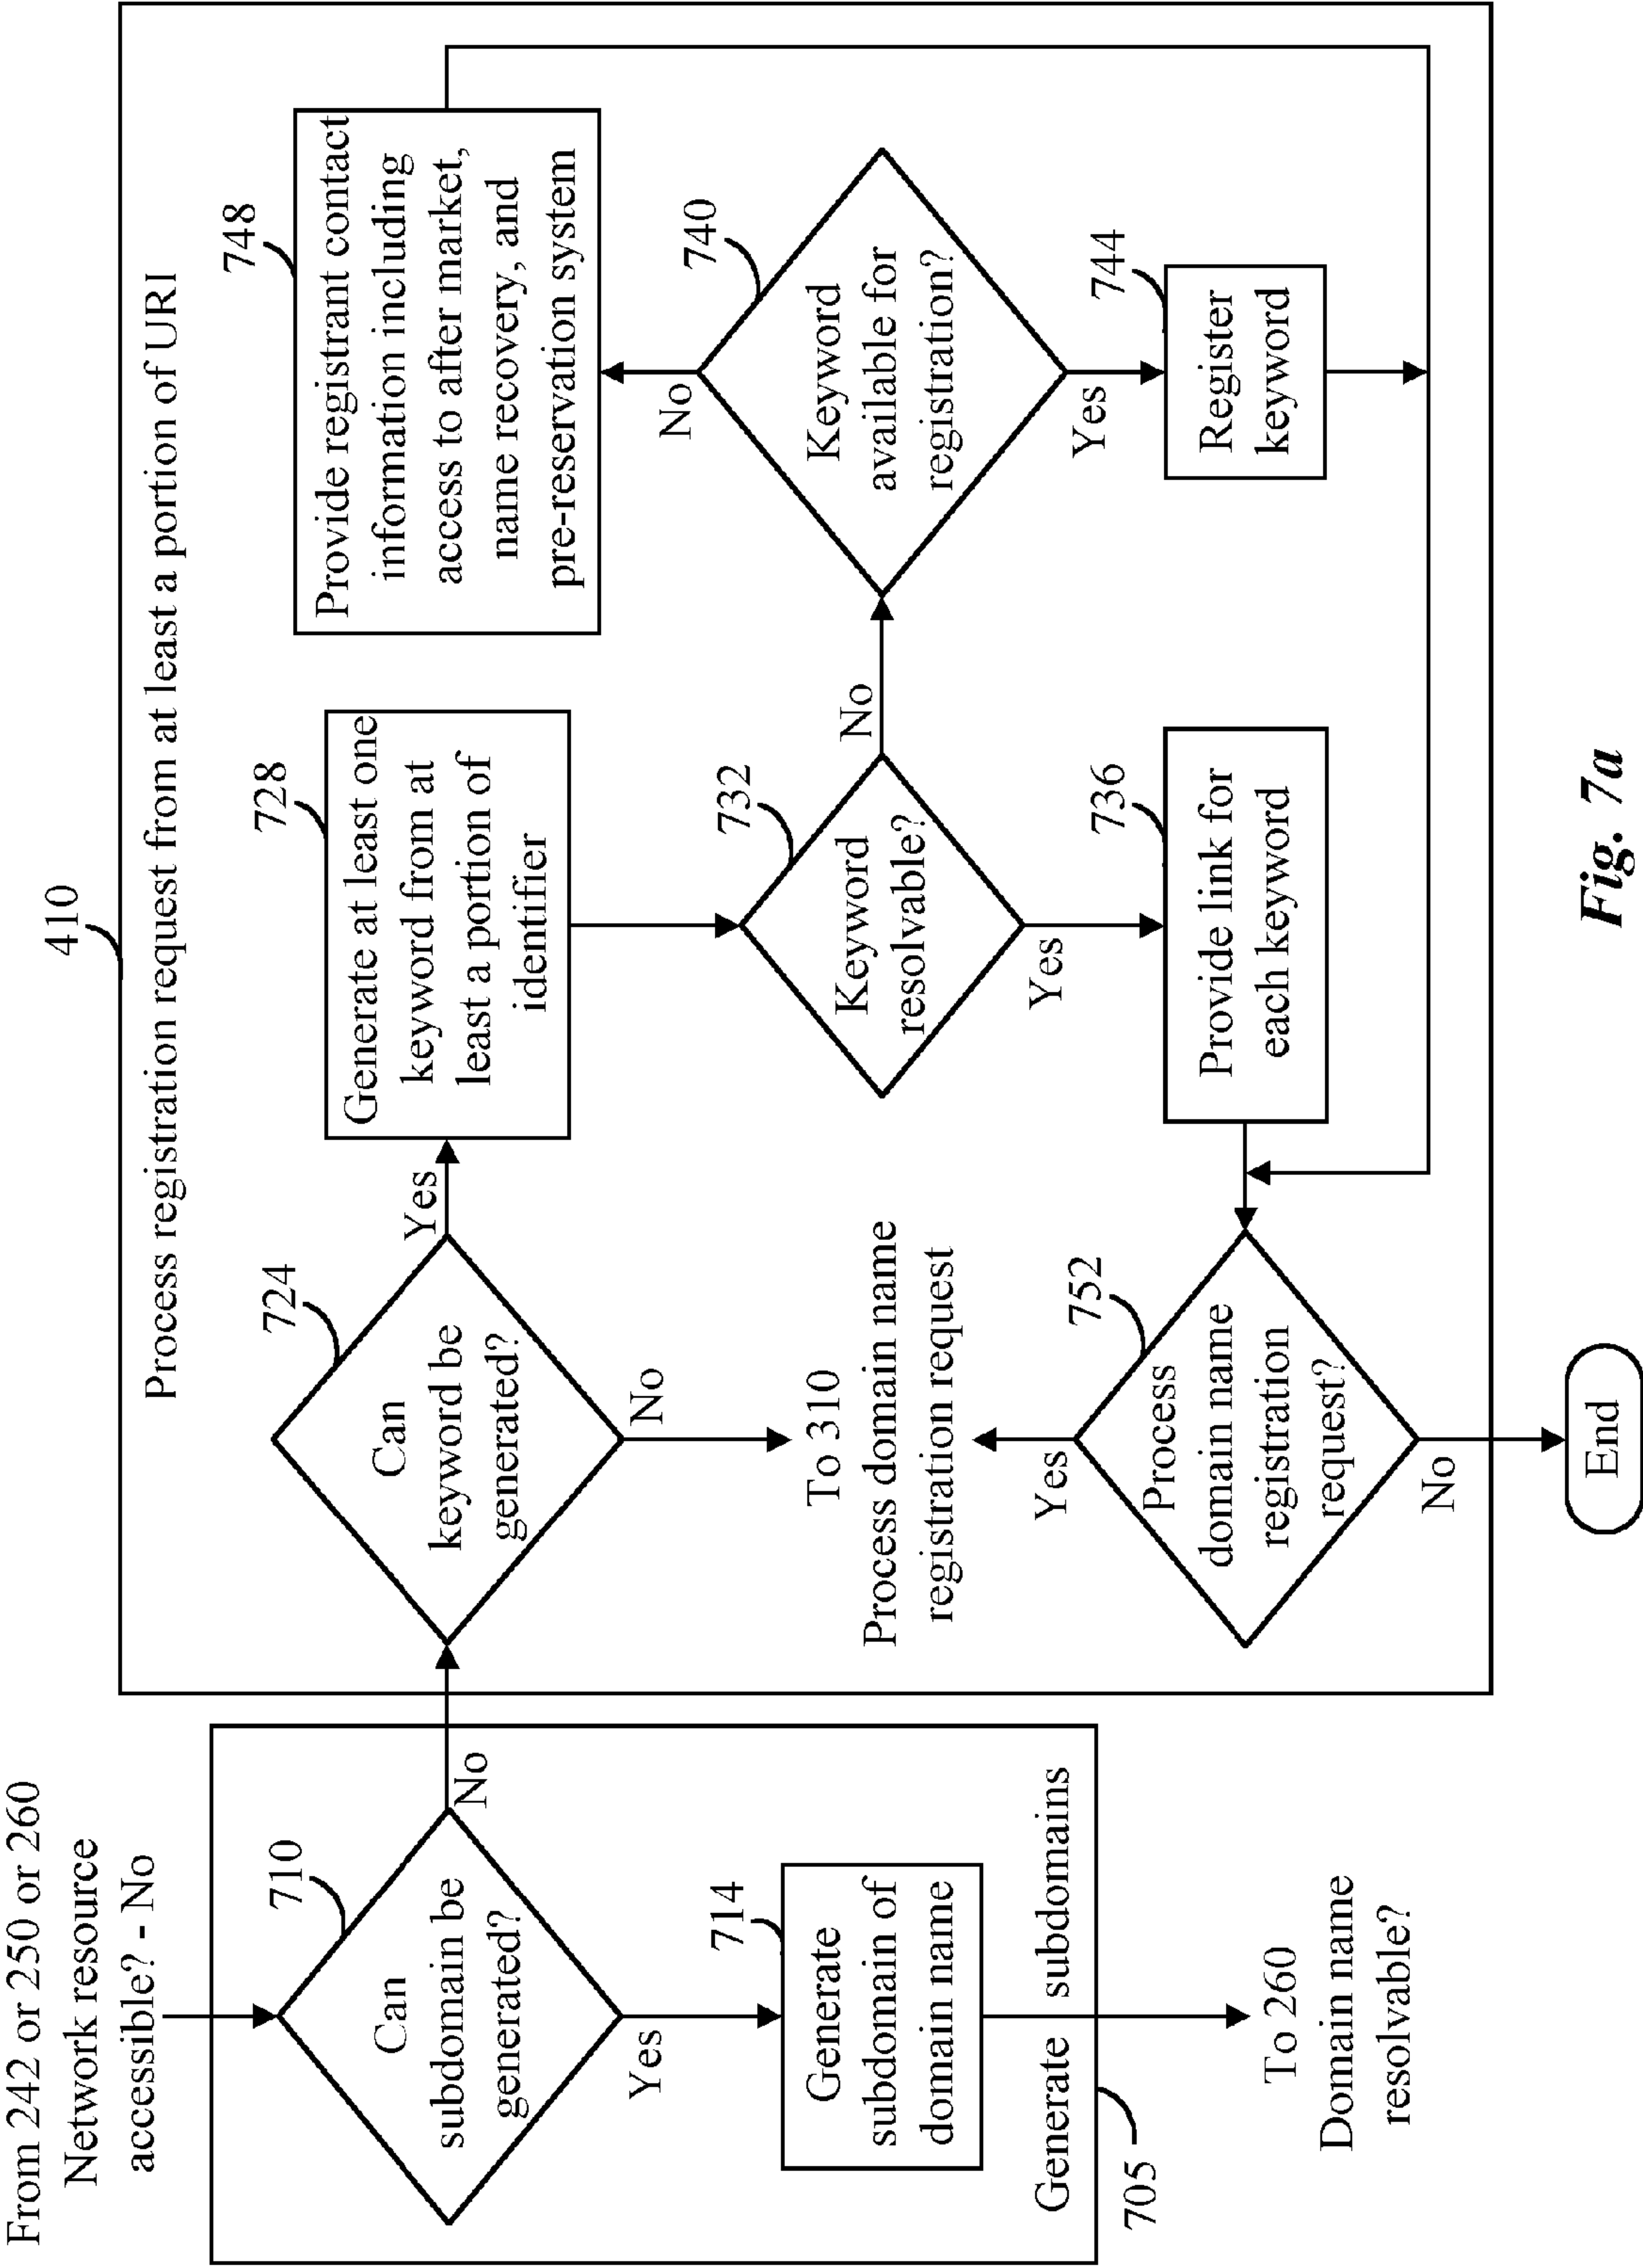 410
Process registration request from at least a portion of URI
From 242 or 250 or 260
Network resource
accessible? - No
710
Can
subdomain be
generated?
No
Yes
714
Generate
subdomain of
domain name
Generate subdomains
705
To 260
Domain name
resolvable?
724
Can
keyword be
generated?
Yes
No
To 310
Process domain name
registration request
728
Generate at least one
keyword from at
least a portion of
identifier
732
Keyword
resolvable?
No
Yes
736
Provide link for
each keyword
740
Keyword
available for
registration?
No
Yes
744
Register
keyword
748
Provide registrant contact
information including
access to after market,
name recovery, and
pre-reservation system
752
Process
domain name
registration
request?
Yes
No
End
Fig. 7a